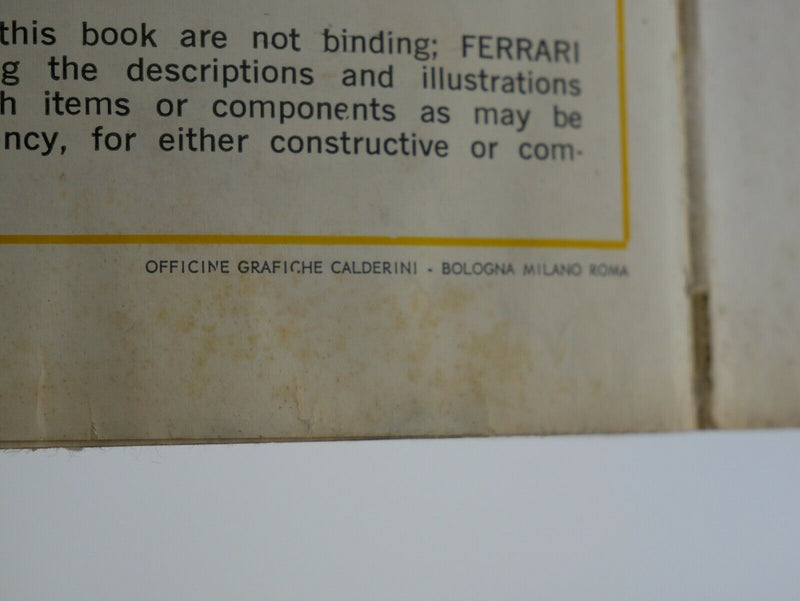 this book are not binding; FERRARI
g the descriptions and illustrations
h items or components as may be
ncy, for either constructive or com-
OFFICINE GRAFICHE CALDERINI - BOLOGNA MILANO ROMA